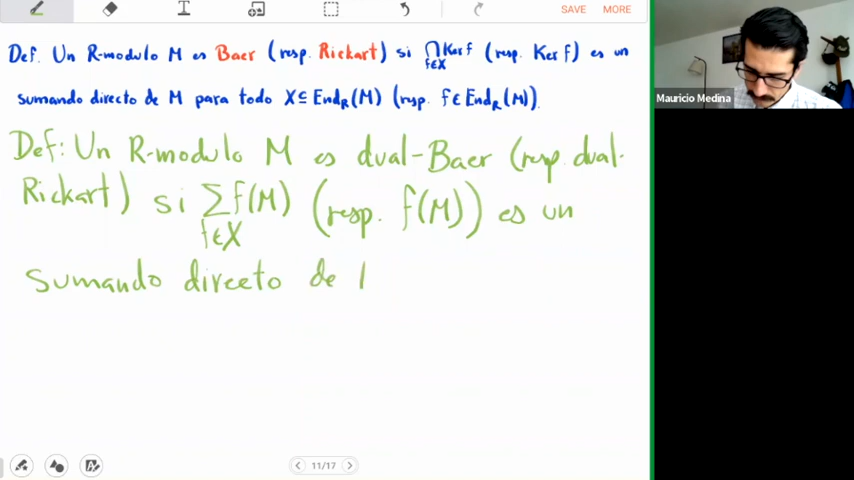 SAVE MORE
Def. Un R-modulo M es Baer (resp. Rickart) si ⋂ Ker f (resp. Ker f) es un
f∈X
sumando directo de M para todo X⊆End_R(M) (resp. f∈End_R(M)).
Mauricio Medina
Def: Un R-modulo M es dual-Baer (resp. dual-
Rickart) si ∑ f(M) (resp. f(M)) es un
f∈X
sumando directo de
11/17